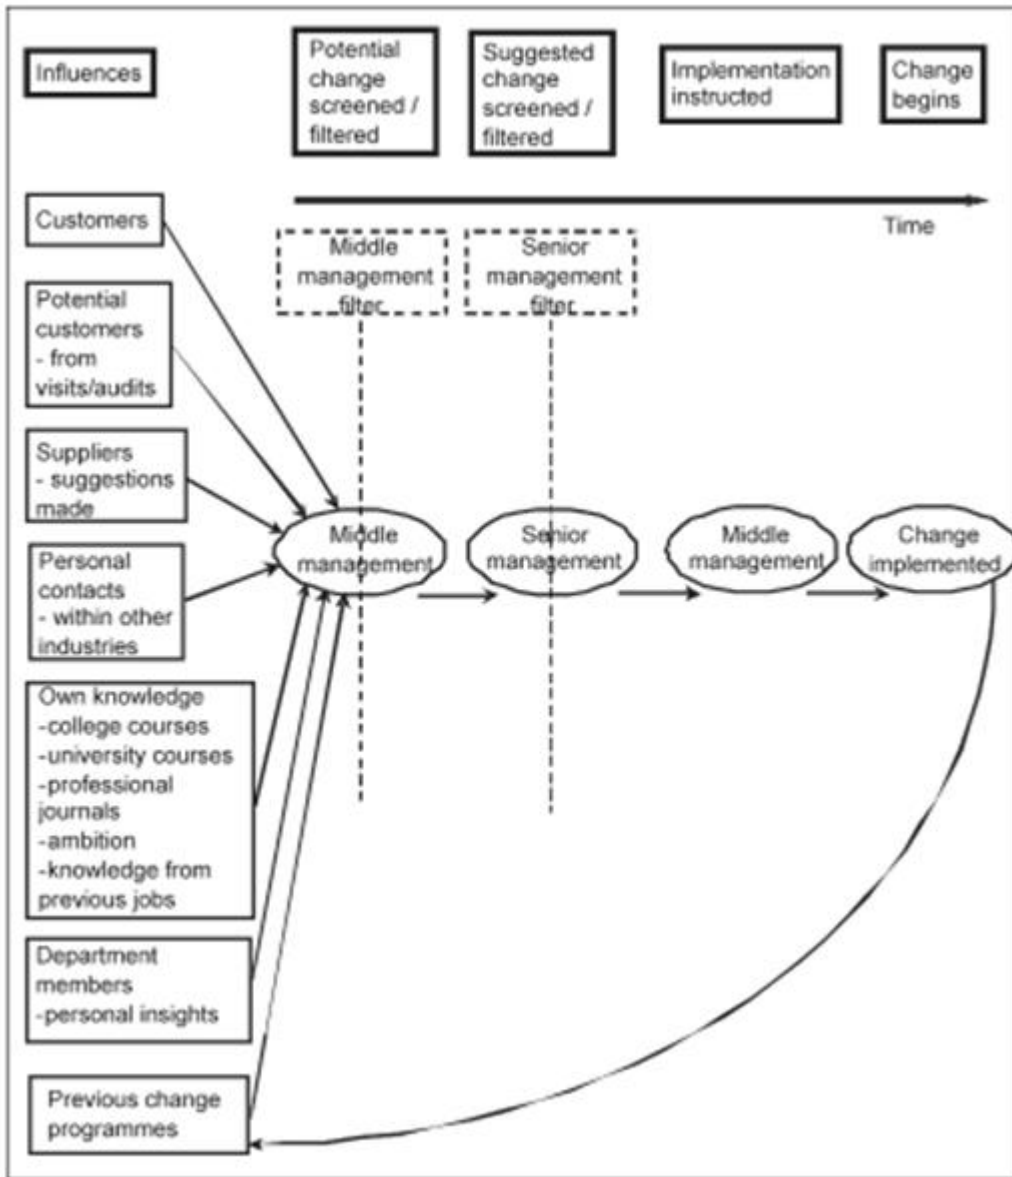 Influences
Potential
change
screened /
filtered
Suggested
change
screened /
filtered
Implementation
instructed
Change
begins
Time
Middle
management
filter
Senior
management
filter
Customers
Potential
customers
- from
visits/audits
Suppliers
- suggestions
made
Personal
contacts
- within other
industries
Own knowledge
-college courses
-university courses
-professional
journals
-ambition
-knowledge from
previous jobs
Department
members
-personal insights
Previous change
programmes
Middle
management
Senior
management
Middle
management
Change
implemented